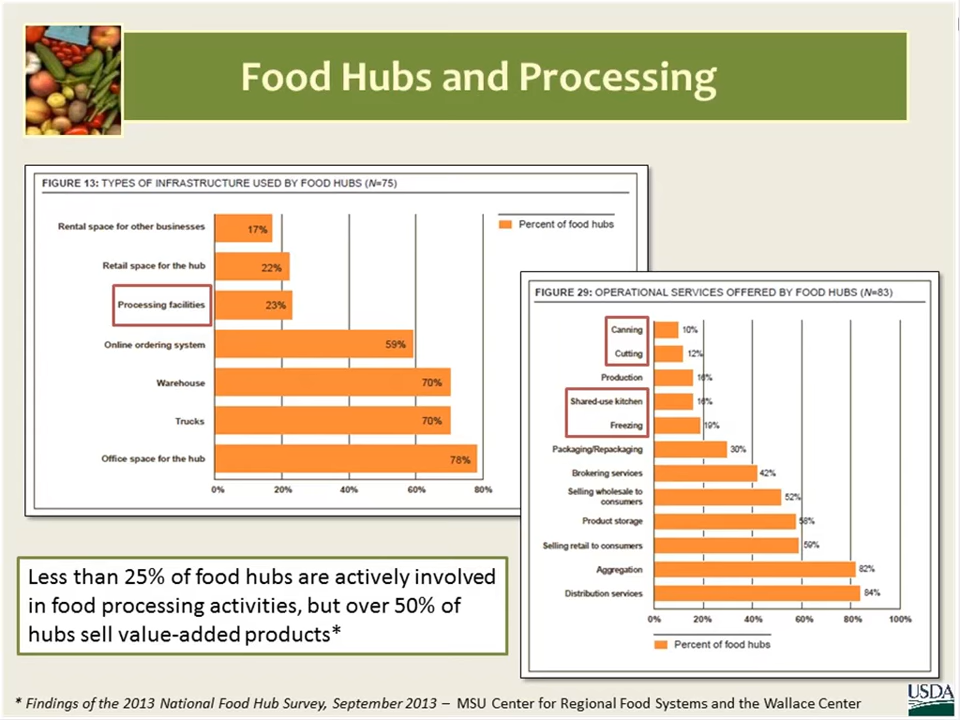 Food Hubs and Processing
FIGURE 13: TYPES OF INFRASTRUCTURE USED BY FOOD HUBS (N=75)
Percent of food hubs
Rental space for other businesses 17%
Retail space for the hub 22%
Processing facilities 23%
Online ordering system 59%
Warehouse 70%
Trucks 70%
Office space for the hub 78%
0% 20% 40% 60% 80%
FIGURE 29: OPERATIONAL SERVICES OFFERED BY FOOD HUBS (N=83)
Canning 10%
Cutting 12%
Production 16%
Shared-use kitchen 16%
Freezing 19%
Packaging/Repackaging 30%
Brokering services 42%
Selling wholesale to
consumers 52%
Product storage 58%
Selling retail to consumers 59%
Aggregation 82%
Distribution services 84%
0% 20% 40% 60% 80% 100%
Percent of food hubs
Less than 25% of food hubs are actively involved
in food processing activities, but over 50% of
hubs sell value-added products*
* Findings of the 2013 National Food Hub Survey, September 2013 – MSU Center for Regional Food Systems and the Wallace Center
USDA